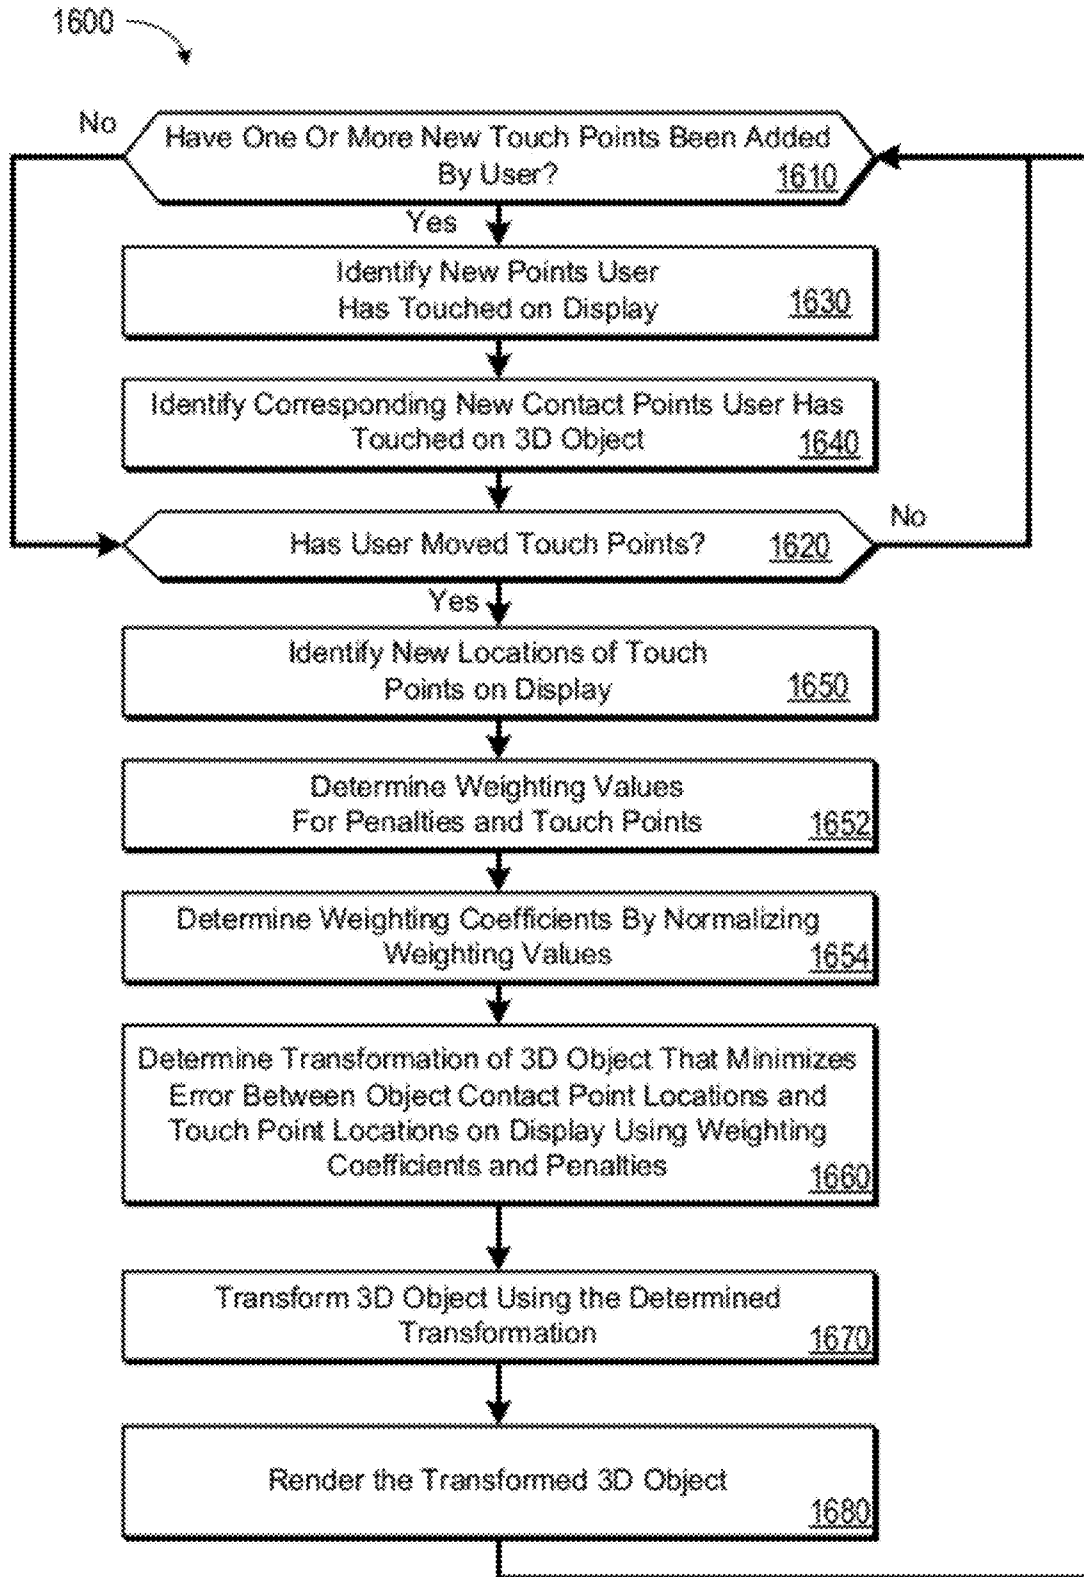 1600
No
Have One Or More New Touch Points Been Added
By User?
1610
Yes
Identify New Points User
Has Touched on Display
1630
Identify Corresponding New Contact Points User Has
Touched on 3D Object
1640
No
Has User Moved Touch Points?
1620
Yes
Identify New Locations of Touch
Points on Display
1650
Determine Weighting Values
For Penalties and Touch Points
1652
Determine Weighting Coefficients By Normalizing
Weighting Values
1654
Determine Transformation of 3D Object That Minimizes
Error Between Object Contact Point Locations and
Touch Point Locations on Display Using Weighting
Coefficients and Penalties
1660
Transform 3D Object Using the Determined
Transformation
1670
Render the Transformed 3D Object
1680